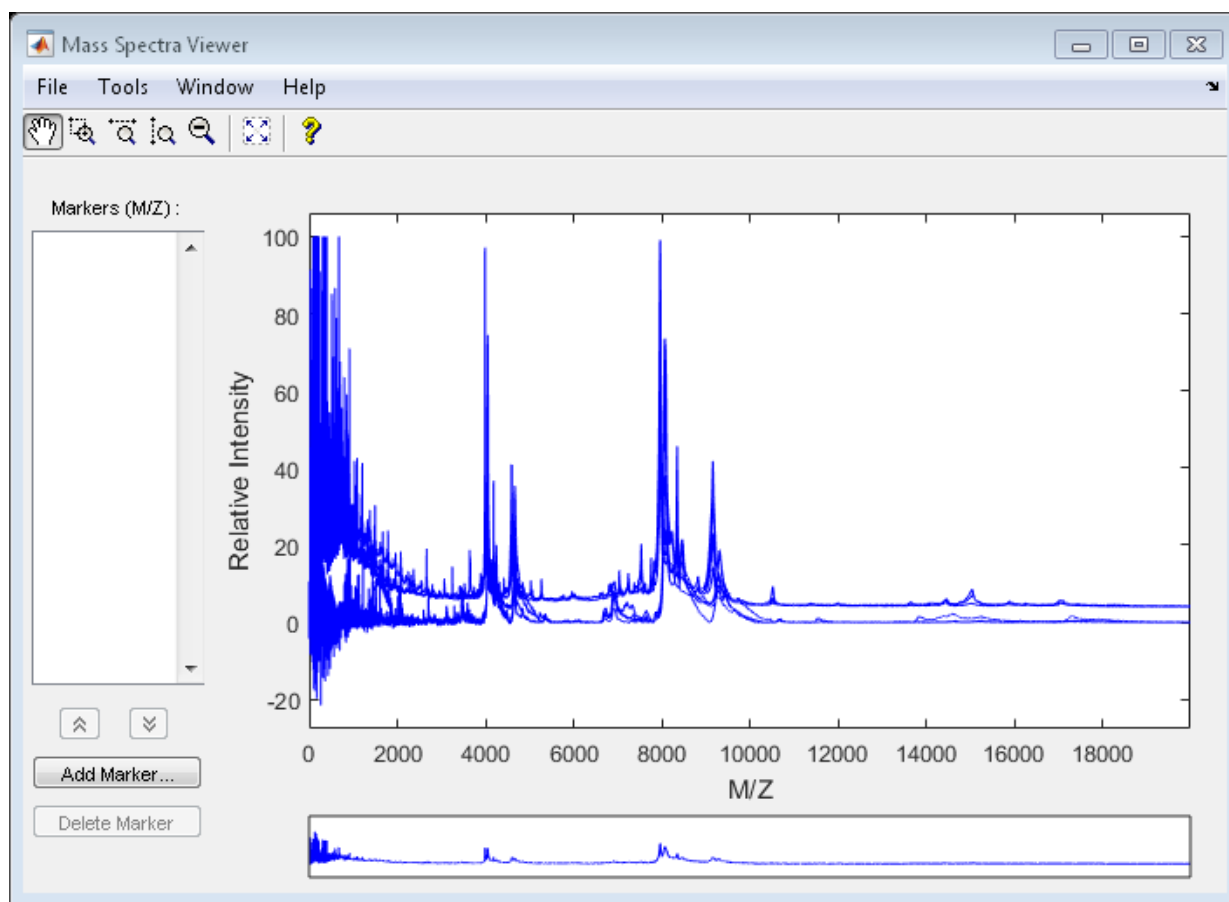 Mass Spectra Viewer
File Tools Window Help
Markers (M/Z) :
100
80
60
40
20
0
-20
Relative Intensity
0 2000 4000 6000 8000 10000 12000 14000 16000 18000
M/Z
Add Marker...
Delete Marker